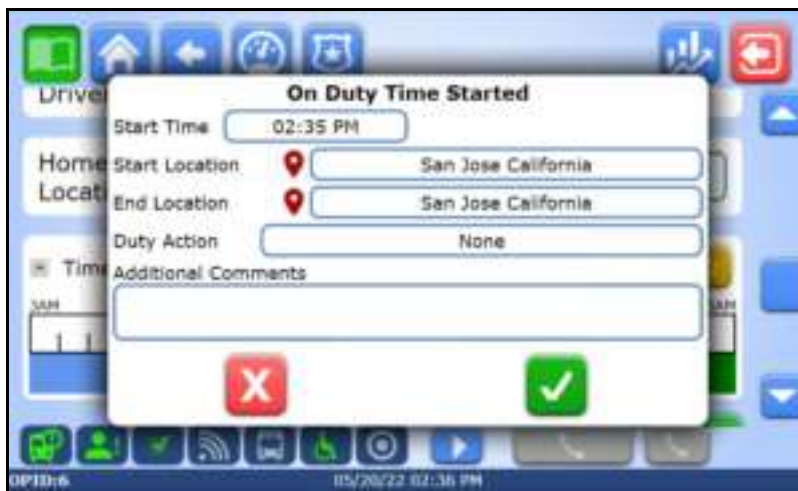 Drive
On Duty Time Started
Start Time 02:35 PM
Home
Start Location San Jose California
Locat
End Location San Jose California
Duty Action None
Time
Additional Comments
OPID:6 05/20/22 02:36 PM